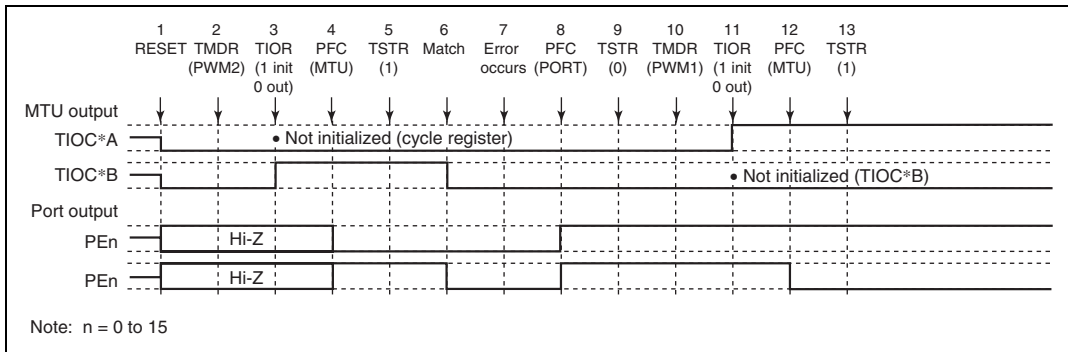 1 2 3 4 5 6 7 8 9 10 11 12 13
RESET TMDR TIOR PFC TSTR Match Error PFC TSTR TMDR TIOR PFC TSTR
(PWM2) (1 init (MTU) (1) occurs (PORT) (0) (PWM1) (1 init (MTU) (1)
0 out) 0 out)
MTU output
TIOC*A • Not initialized (cycle register)
TIOC*B • Not initialized (TIOC*B)
Port output
PEn Hi-Z
PEn Hi-Z
Note: n = 0 to 15